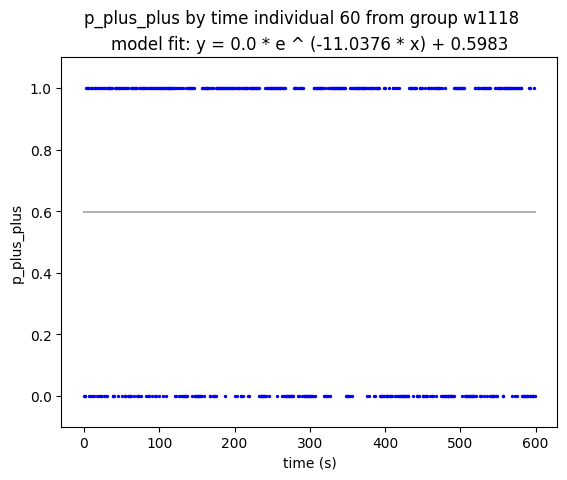 p_plus_plus by time individual 60 from group w1118
model fit: y = 0.0 * e ^ (-11.0376 * x) + 0.5983
1.0
0.8
0.6
0.4
0.2
0.0
p_plus_plus
0 100 200 300 400 500 600
time (s)